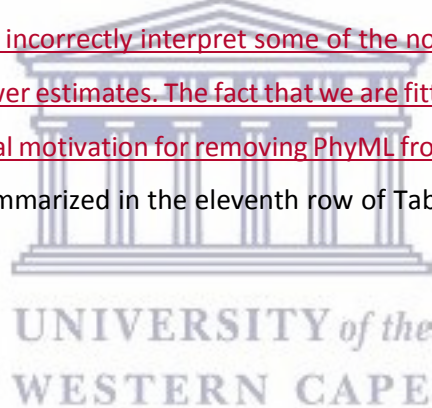 incorrectly interpret some of the no
ver estimates. The fact that we are fitt
al motivation for removing PhyML fro
mmarized in the eleventh row of Tab
UNIVERSITY of the
WESTERN CAPE